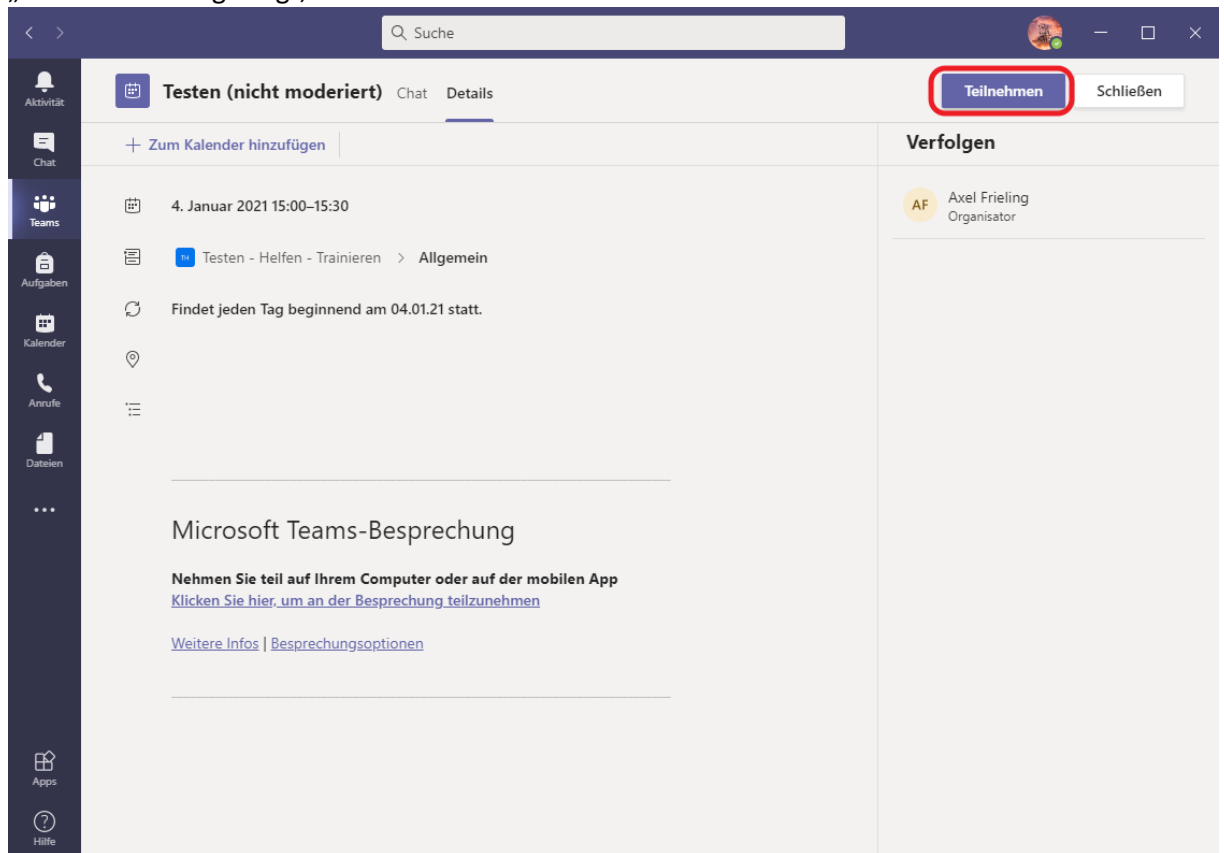 Suche
Aktivität
Chat
Teams
Aufgaben
Kalender
Anrufe
Dateien
Apps
Hilfe
Testen (nicht moderiert) Chat Details
Teilnehmen Schließen
+ Zum Kalender hinzufügen
4. Januar 2021 15:00–15:30
TH Testen - Helfen - Trainieren > Allgemein
Findet jeden Tag beginnend am 04.01.21 statt.
Microsoft Teams-Besprechung
Nehmen Sie teil auf Ihrem Computer oder auf der mobilen App
Klicken Sie hier, um an der Besprechung teilzunehmen
Weitere Infos | Besprechungsoptionen
Verfolgen
AF Axel Frieling
Organisator